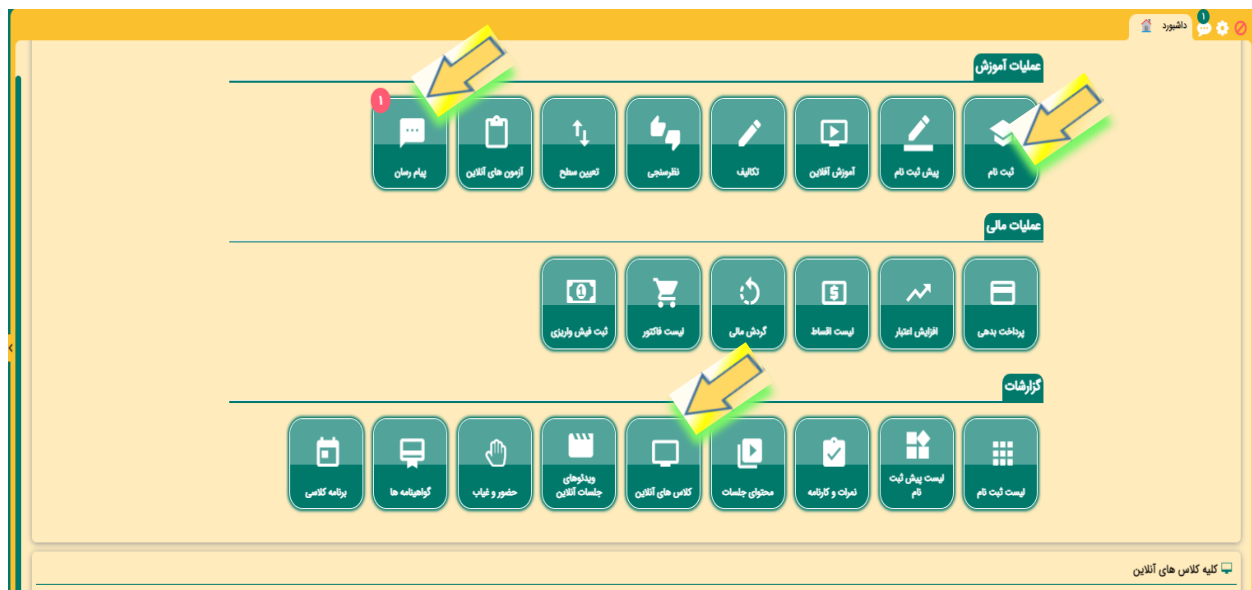 داشبورد
۱
عملیات آموزش
ثبت نام
پیش ثبت نام
آموزش آفلاین
تکالیف
نظرسنجی
تعیین سطح
آزمون های آنلاین
پیام رسان
۱
عملیات مالی
پرداخت بدهی
افزایش اعتبار
لیست اقساط
گردش مالی
لیست فاکتور
ثبت فیش واریزی
گزارشات
لیست ثبت نام
لیست پیش ثبت
نام
نمرات و کارنامه
محتوای جلسات
کلاس های آنلاین
ویدئوهای
جلسات آنلاین
حضور و غیاب
گواهینامه ها
برنامه کلاسی
کلیه کلاس های آنلاین